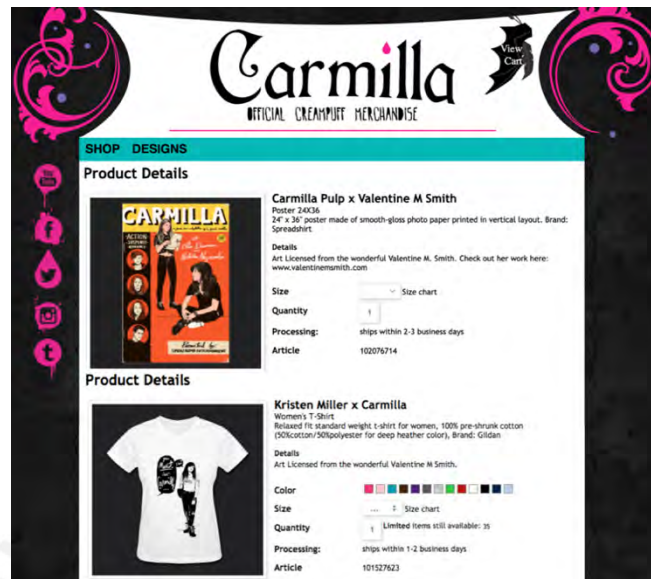 Carmilla
View
Cart
OFFICIAL CREAMPUFF MERCHANDISE
SHOP DESIGNS
You
Tube
Product Details
Carmilla Pulp x Valentine M Smith
Poster 24X36
24" x 36" poster made of smooth-gloss photo paper printed in vertical layout. Brand:
Spreadshirt
Details
Art Licensed from the wonderful Valentine M. Smith. Check out her work here:
www.valentinemsmith.com
Size Size chart
Quantity 1
Processing: ships within 2-3 business days
Article 102076714
CARMILLA
ACTION
Product Details
Kristen Miller x Carmilla
Women's T-Shirt
Relaxed fit standard weight t-shirt for women, 100% pre-shrunk cotton
(50%cotton/50%polyester for deep heather color), Brand: Gildan
Details
Art Licensed from the wonderful Valentine M Smith.
Color
Size ... Size chart
Quantity 1 Limited items still available: 35
Processing: ships within 1-2 business days
Article 101527623